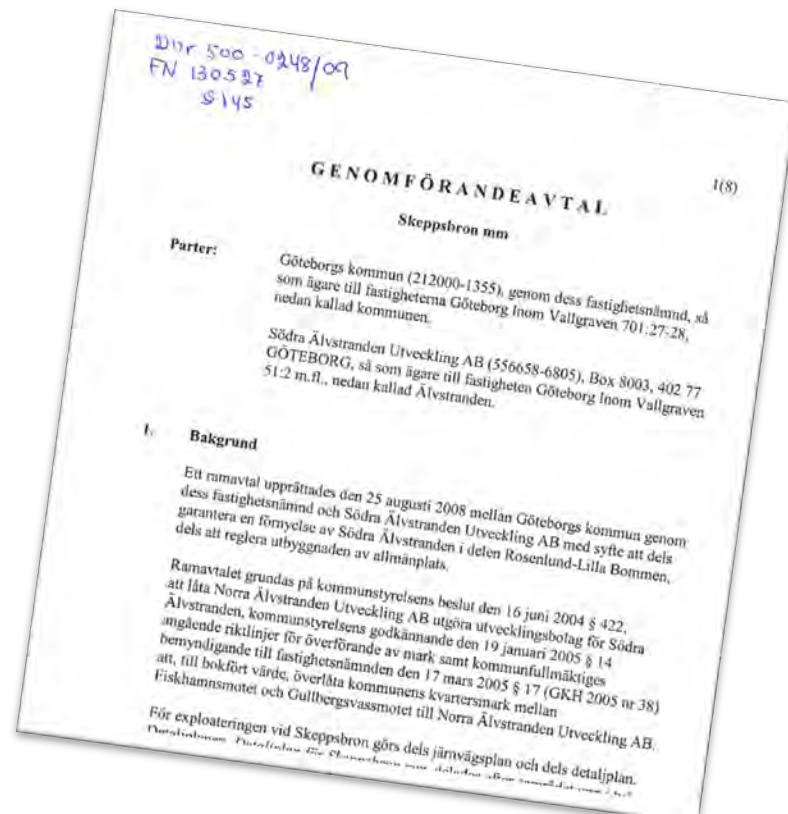 Dnr 500-0248/09
FN 130527
§145
1(8)
GENOMFÖRANDEAVTAL
Skeppsbron mm
Parter:
Göteborgs kommun (212000-1355), genom dess fastighetsnämnd, så
som ägare till fastigheterna Göteborg Inom Vallgraven 701:27-28,
nedan kallad kommunen.
Södra Älvstranden Utveckling AB (556658-6805), Box 8003, 402 77
GÖTEBORG, så som ägare till fastigheten Göteborg Inom Vallgraven
51:2 m.fl., nedan kallad Älvstranden.
1. Bakgrund
Ett ramavtal upprättades den 25 augusti 2008 mellan Göteborgs kommun genom
dess fastighetsnämnd och Södra Älvstranden Utveckling AB med syfte att dels
garantera en förnyelse av Södra Älvstranden i delen Rosenlund-Lilla Bommen,
dels att reglera utbyggnaden av allmänplats.
Ramavtalet grundas på kommunstyrelsens beslut den 16 juni 2004 § 422,
att låta Norra Älvstranden Utveckling AB utgöra utvecklingsbolag för Södra
Älvstranden, kommunstyrelsens godkännande den 19 januari 2005 § 14
angående riktlinjer för överförande av mark samt kommunfullmäktiges
bemyndigande till fastighetsnämnden den 17 mars 2005 § 17 (GKH 2005 nr 38)
att, till bokfört värde, överlåta kommunens kvartersmark mellan
Fiskhamnsmotet och Gullbergsvassmotet till Norra Älvstranden Utveckling AB.
För exploateringen vid Skeppsbron görs dels järnvägsplan och dels detaljplan.